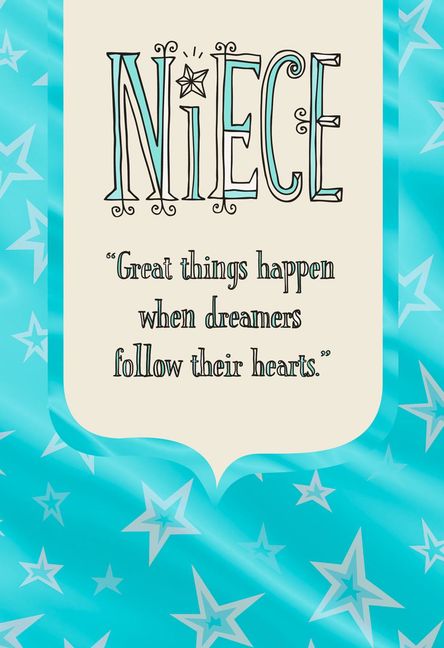 NiECE
“Great things happen
when dreamers
follow their hearts.”